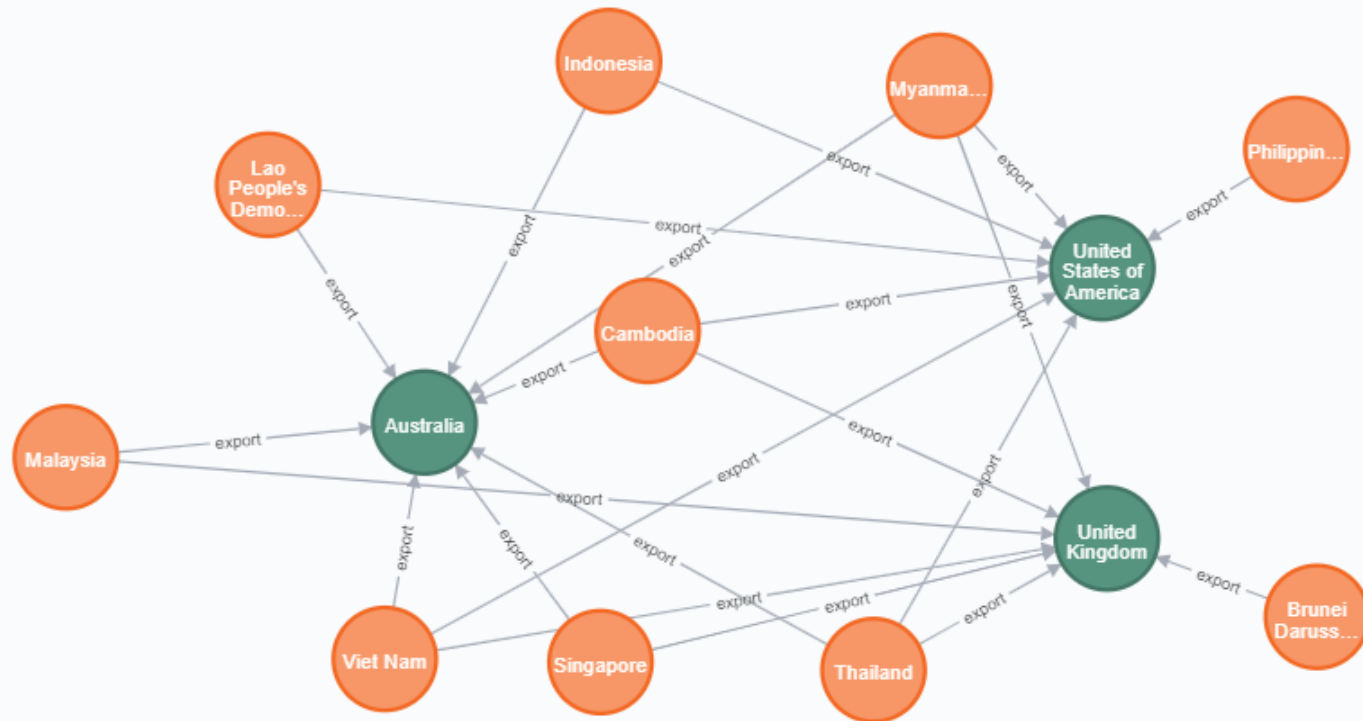 Indonesia
Myanma...
Philippin...
export
export
Lao
People's
Demo...
export
export
export
export
United
States of
America
export
export
export
Cambodia
export
export
Australia
export
export
Malaysia
export
export
export
United
Kingdom
export
export
export
export
export
export
export
Brunei
Daruss...
Viet Nam
Singapore
Thailand